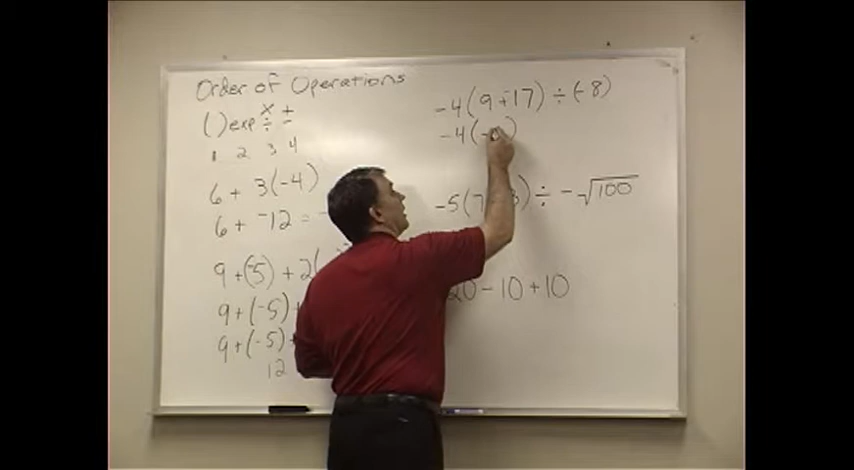 Order of Operations
( ) exp × ÷ + −
1 2 3 4
6 + 3(-4)
6 + -12 =
9 + (-5) + 2(
9 + (-5) +
9 + (-5)
12
-4(9 + -17) ÷ (-8)
-4(-
-5(7 ) ÷ -√100
20 - 10 + 10